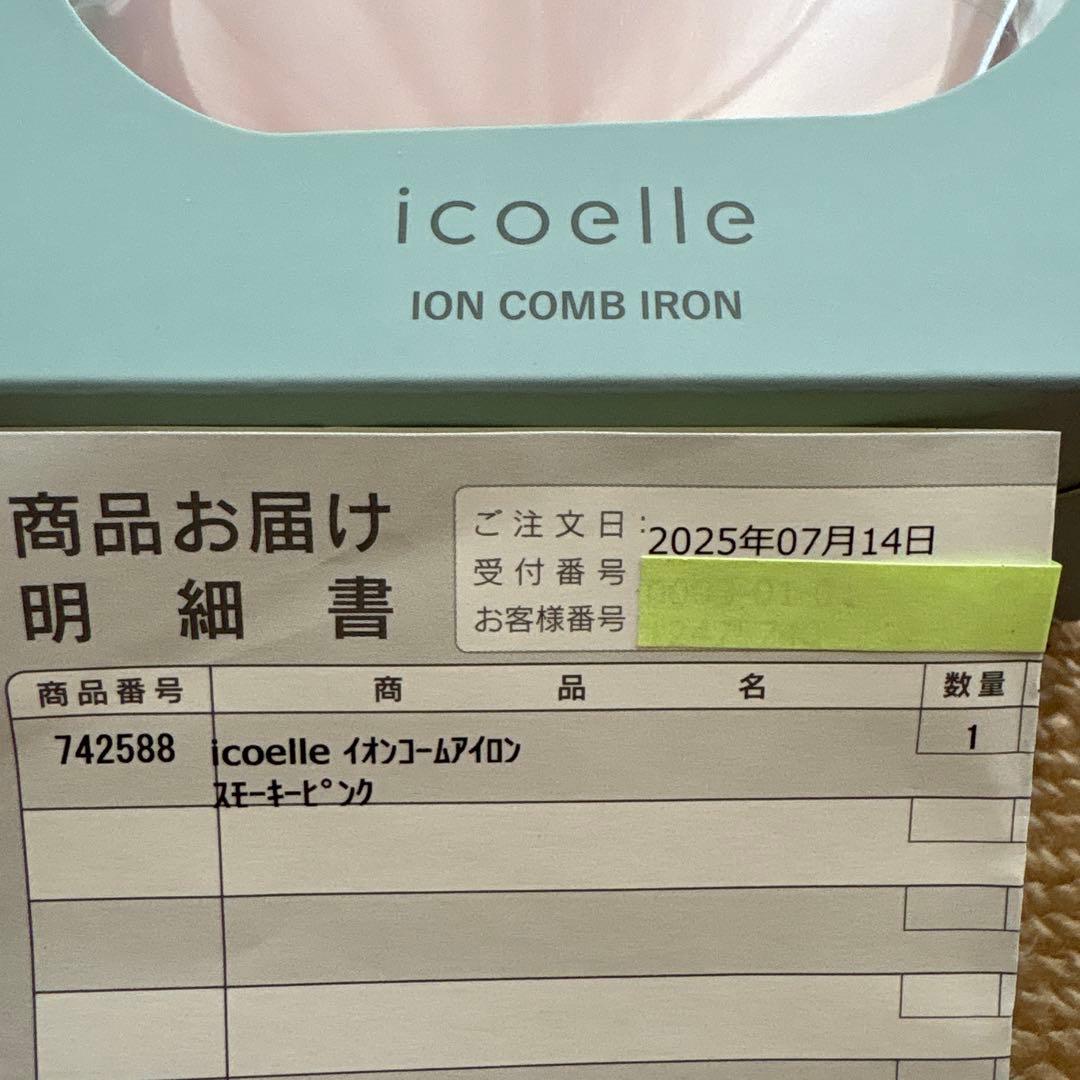 icoelle
ION COMB IRON
商品お届け
明細書
ご注文日:2025年07月14日
受付番号
お客様番号
商品番号 商品名 数量
742588 icoelle イオンコームアイロン 1
スモーキーピンク